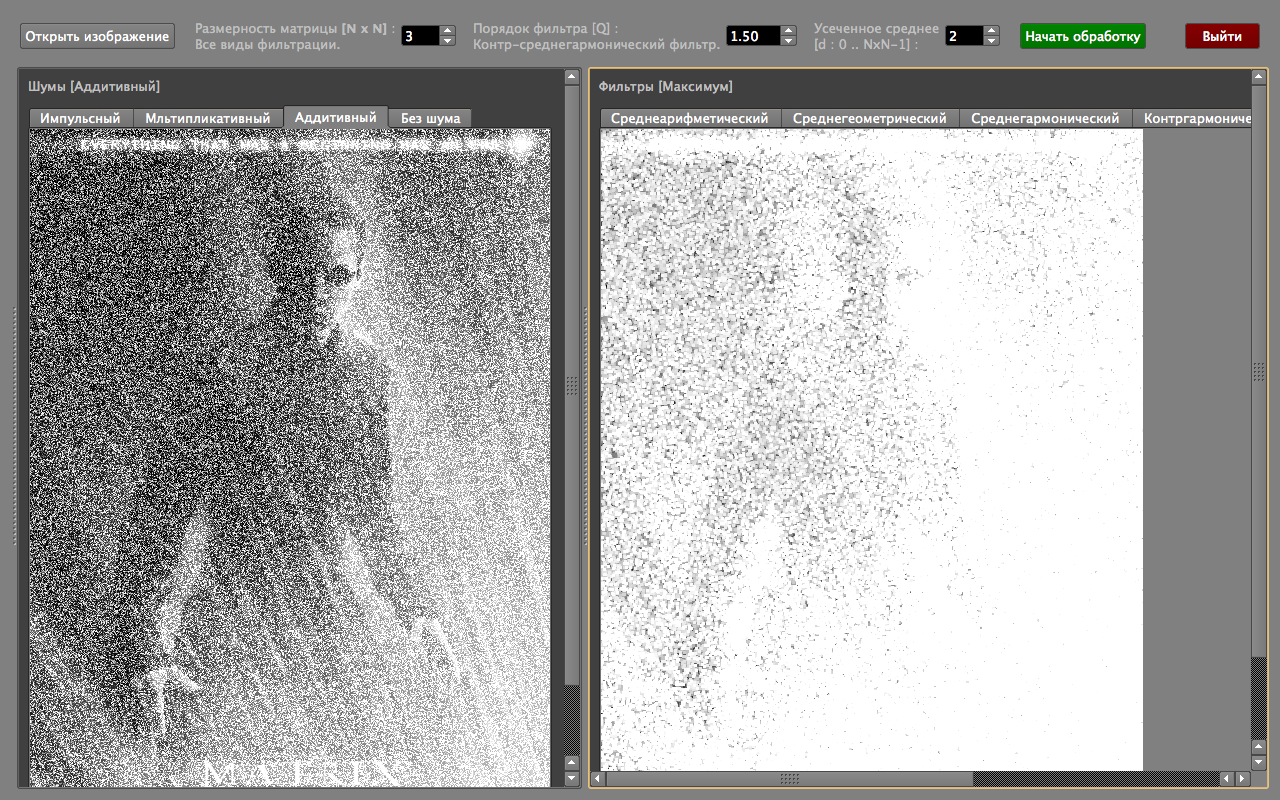 Открыть изображение
Размерность матрицы [N x N] :
Все виды фильтрации.
3
Порядок фильтра [Q] :
Контр-среднегармонический фильтр.
1.50
Усеченное среднее
[d : 0 .. NxN-1] :
2
Начать обработку
Выйти
Шумы [Аддитивный]
Импульсный Мльтипликативный Аддитивный Без шума
EVERYTHING THAT HAS A BEGINNING HAS AN END
MATRIX
Фильтры [Максимум]
Среднеарифметический Среднегеометрический Среднегармонический Контргармониче